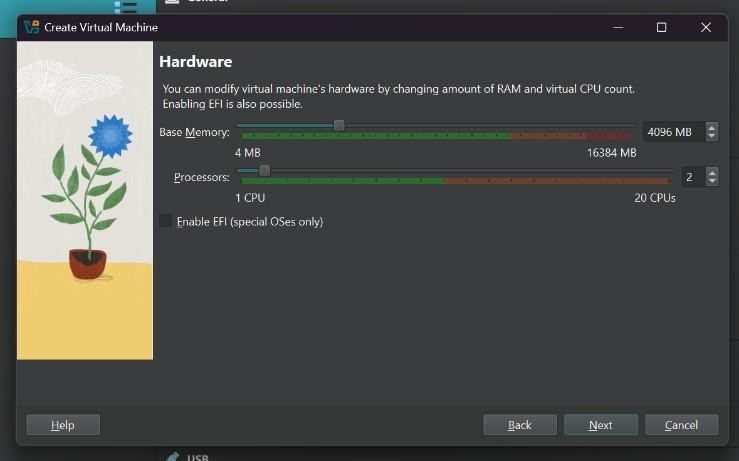 General
Create Virtual Machine
Hardware
You can modify virtual machine's hardware by changing amount of RAM and virtual CPU count.
Enabling EFI is also possible.
Base Memory:
4096 MB
4 MB
16384 MB
Processors:
2
1 CPU
20 CPUs
Enable EFI (special OSes only)
Help
Back
Next
Cancel
USB